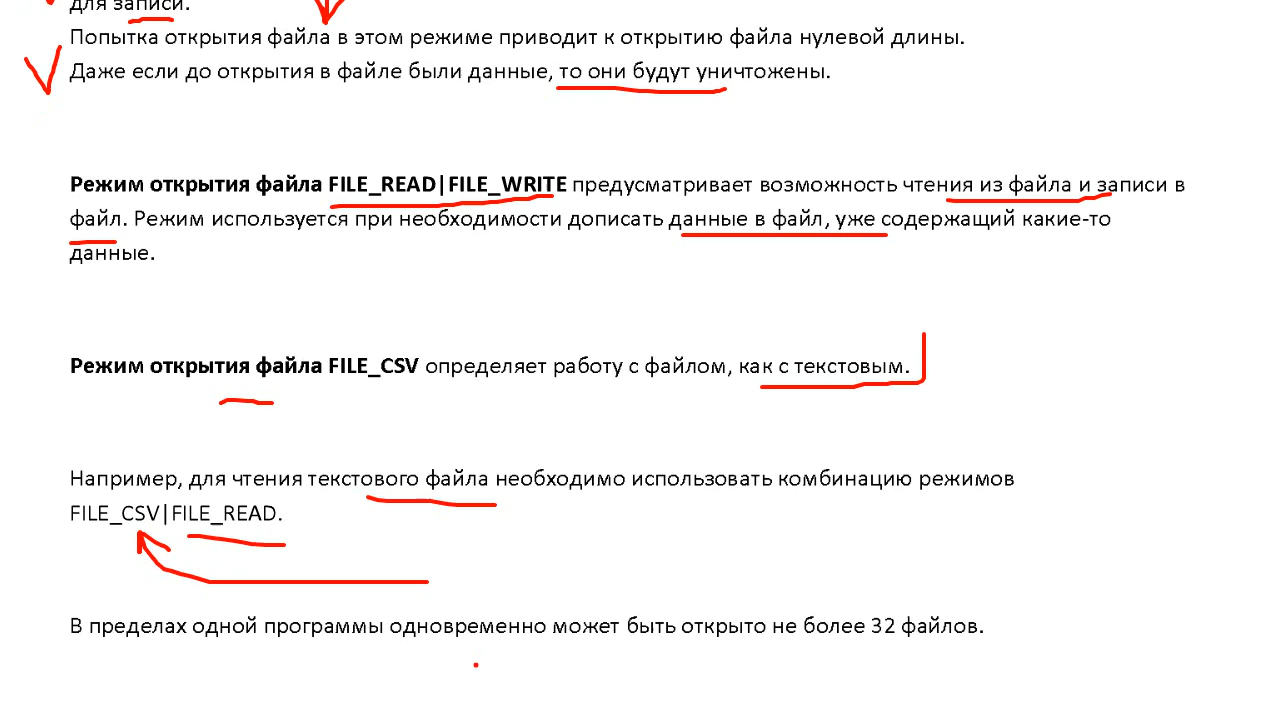 для записи.
Попытка открытия файла в этом режиме приводит к открытию файла нулевой длины.
Даже если до открытия в файле были данные, то они будут уничтожены.
Режим открытия файла FILE_READ|FILE_WRITE предусматривает возможность чтения из файла и записи в
файл. Режим используется при необходимости дописать данные в файл, уже содержащий какие-то
данные.
Режим открытия файла FILE_CSV определяет работу с файлом, как с текстовым.
Например, для чтения текстового файла необходимо использовать комбинацию режимов
FILE_CSV|FILE_READ.
В пределах одной программы одновременно может быть открыто не более 32 файлов.